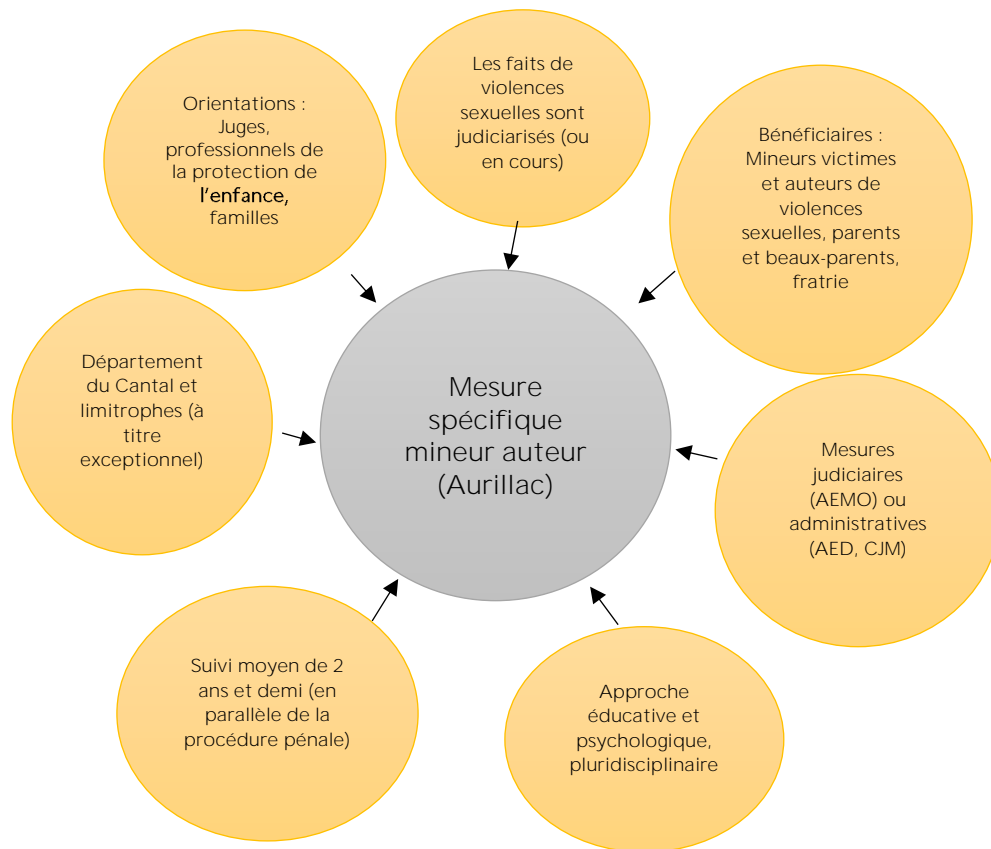 Les faits de
violences
sexuelles sont
judiciarisés (ou
en cours)
Orientations :
Juges,
professionnels de
la protection de
l'enfance,
familles
Bénéficiaires :
Mineurs victimes
et auteurs de
violences
sexuelles, parents
et beaux-parents,
fratrie
Département
du Cantal et
limitrophes (à
titre
exceptionnel)
Mesure
spécifique
mineur auteur
(Aurillac)
Mesures
judiciaires
(AEMO) ou
administratives
(AED, CJM)
Suivi moyen de 2
ans et demi (en
parallèle de la
procédure pénale)
Approche
éducative et
psychologique,
pluridisciplinaire